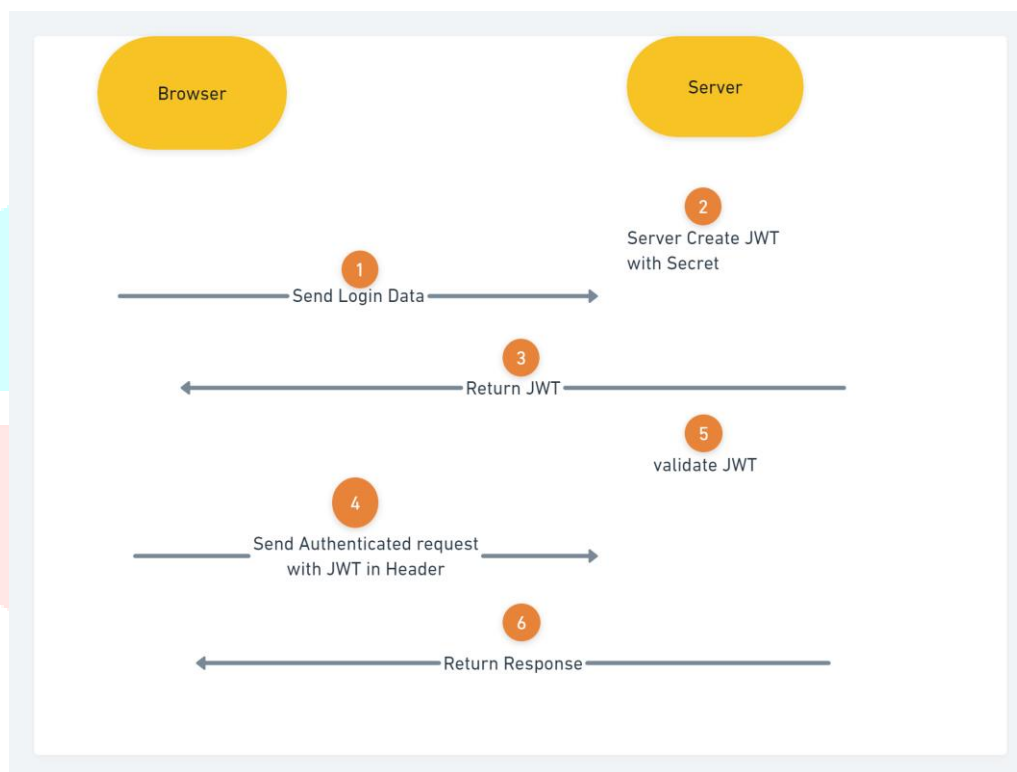 Browser
Server
2
Server Create JWT
with Secret
1
Send Login Data
3
Return JWT
5
validate JWT
4
Send Authenticated request
with JWT in Header
6
Return Response